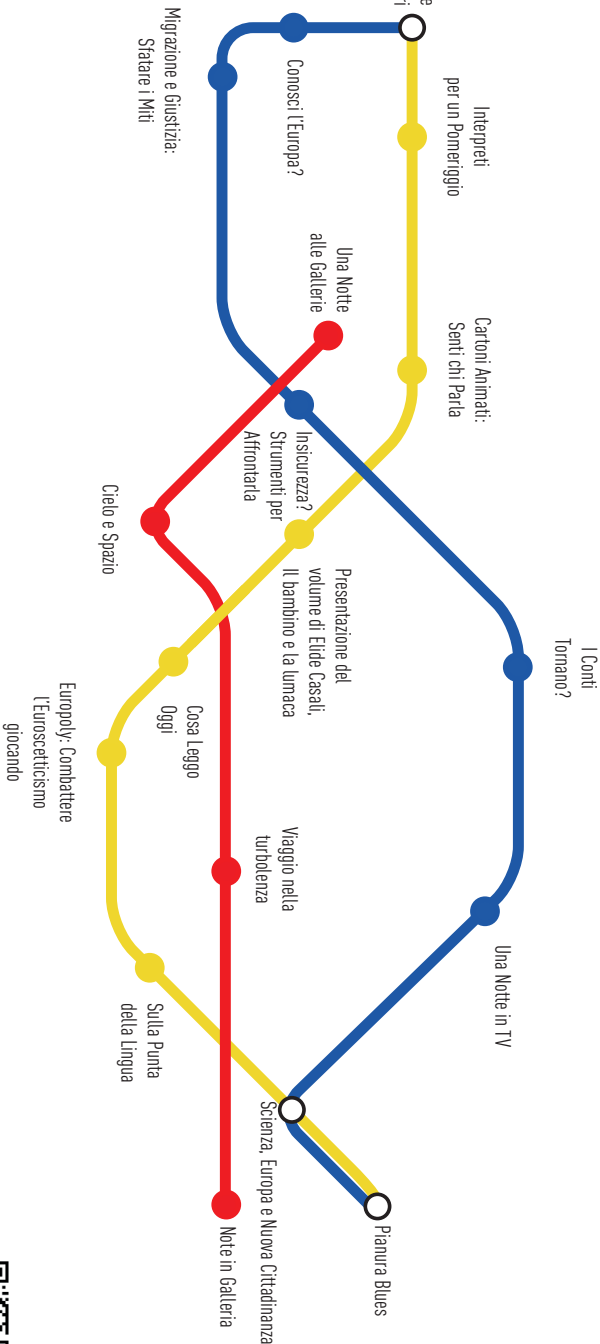 Interpreti
per un Pomeriggio
Conosci l'Europa?
Migrazione e Giustizia:
Sfatare i Miti
Una Notte
alle Gallerie
Cartoni Animati:
Senti chi Parla
Insicurezza?
Strumenti per
Affrontarla
Cielo e Spazio
Presentazione del
volume di Elide Casali,
Il bambino e la lumaca
I Conti
Tornano?
Cosa Leggo
Oggi
Europoly: Combattere
l'Euroscetticismo
giocando
Viaggio nella
turbolenza
Una Notte in TV
Sulla Punta
della Lingua
Scienza, Europa e Nuova Cittadinanza
Pianura Blues
Note in Galleria